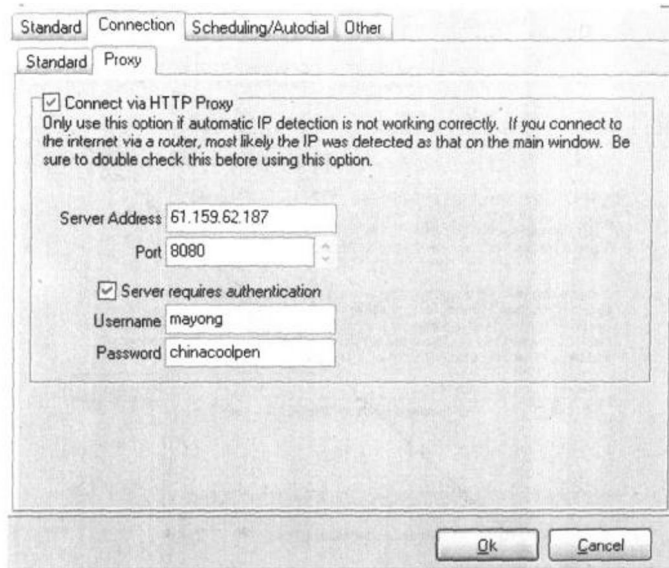 Standard Connection Scheduling/Autodial Other
Standard Proxy
Connect via HTTP Proxy
Only use this option if automatic IP detection is not working correctly. If you connect to
the internet via a router, most likely the IP was detected as that on the main window. Be
sure to double check this before using this option.
Server Address 61.159.62.187
Port 8080
Server requires authentication
Username mayong
Password chinacoolpen
Ok Cancel